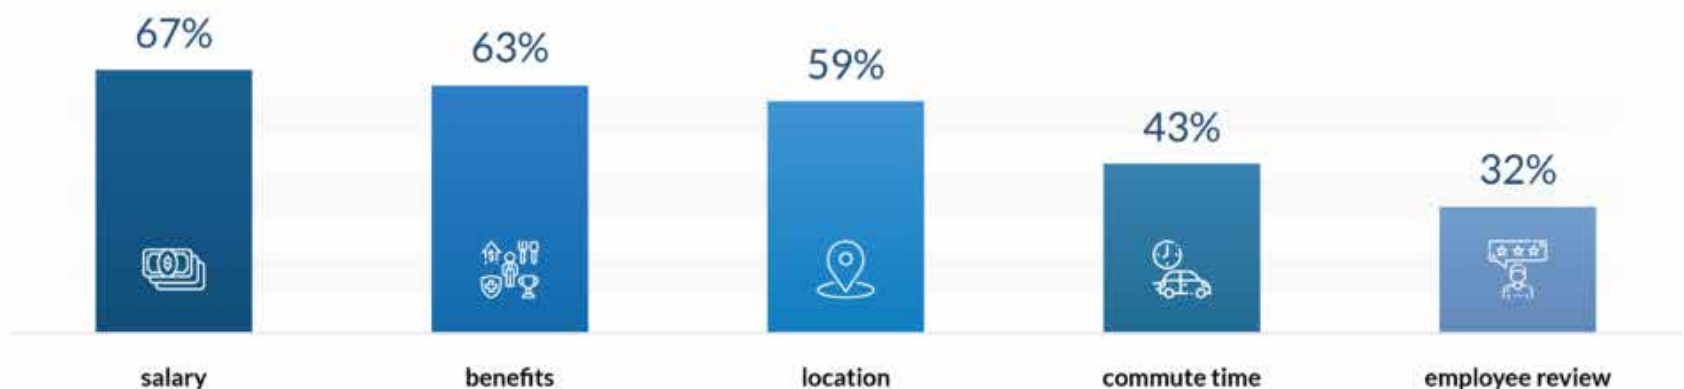 67%
63%
59%
43%
32%
salary
benefits
location
commute time
employee review